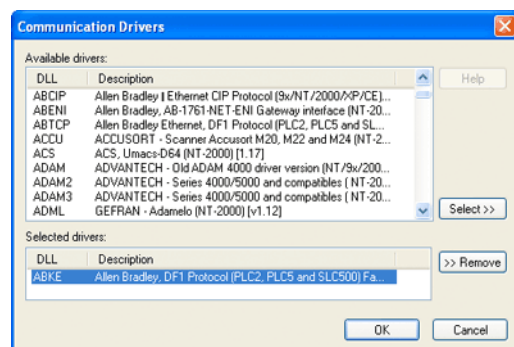 Communication Drivers
Available drivers:
DLL Description
ABCIP Allen Bradley | Ethernet CIP Protocol (9x/NT/2000/XP/CE)...
ABENI Allen Bradley, AB-1761-NET-ENI Gateway interface (NT-20...
ABTCP Allen Bradley Ethernet, DF1 Protocol (PLC2, PLC5 and SL...
ACCU ACCUSORT - Scanner Accusort M20, M22 and M24 (NT-2...
ACS ACS, Umacs-D64 (NT-2000) [1.17]
ADAM ADVANTECH - Old ADAM 4000 driver version (NT/9x/200...
ADAM2 ADVANTECH - Series 4000/5000 and compatibles ( NT-20...
ADAM3 ADVANTECH - Series 4000/5000 and compatibles ( NT-20...
ADML GEFRAN - Adamelo (NT-2000) [v1.12]
Help
Select >>
Selected drivers:
DLL Description
ABKE Allen Bradley, DF1 Protocol (PLC2, PLC5 and SLC500) Fa...
>> Remove
OK Cancel